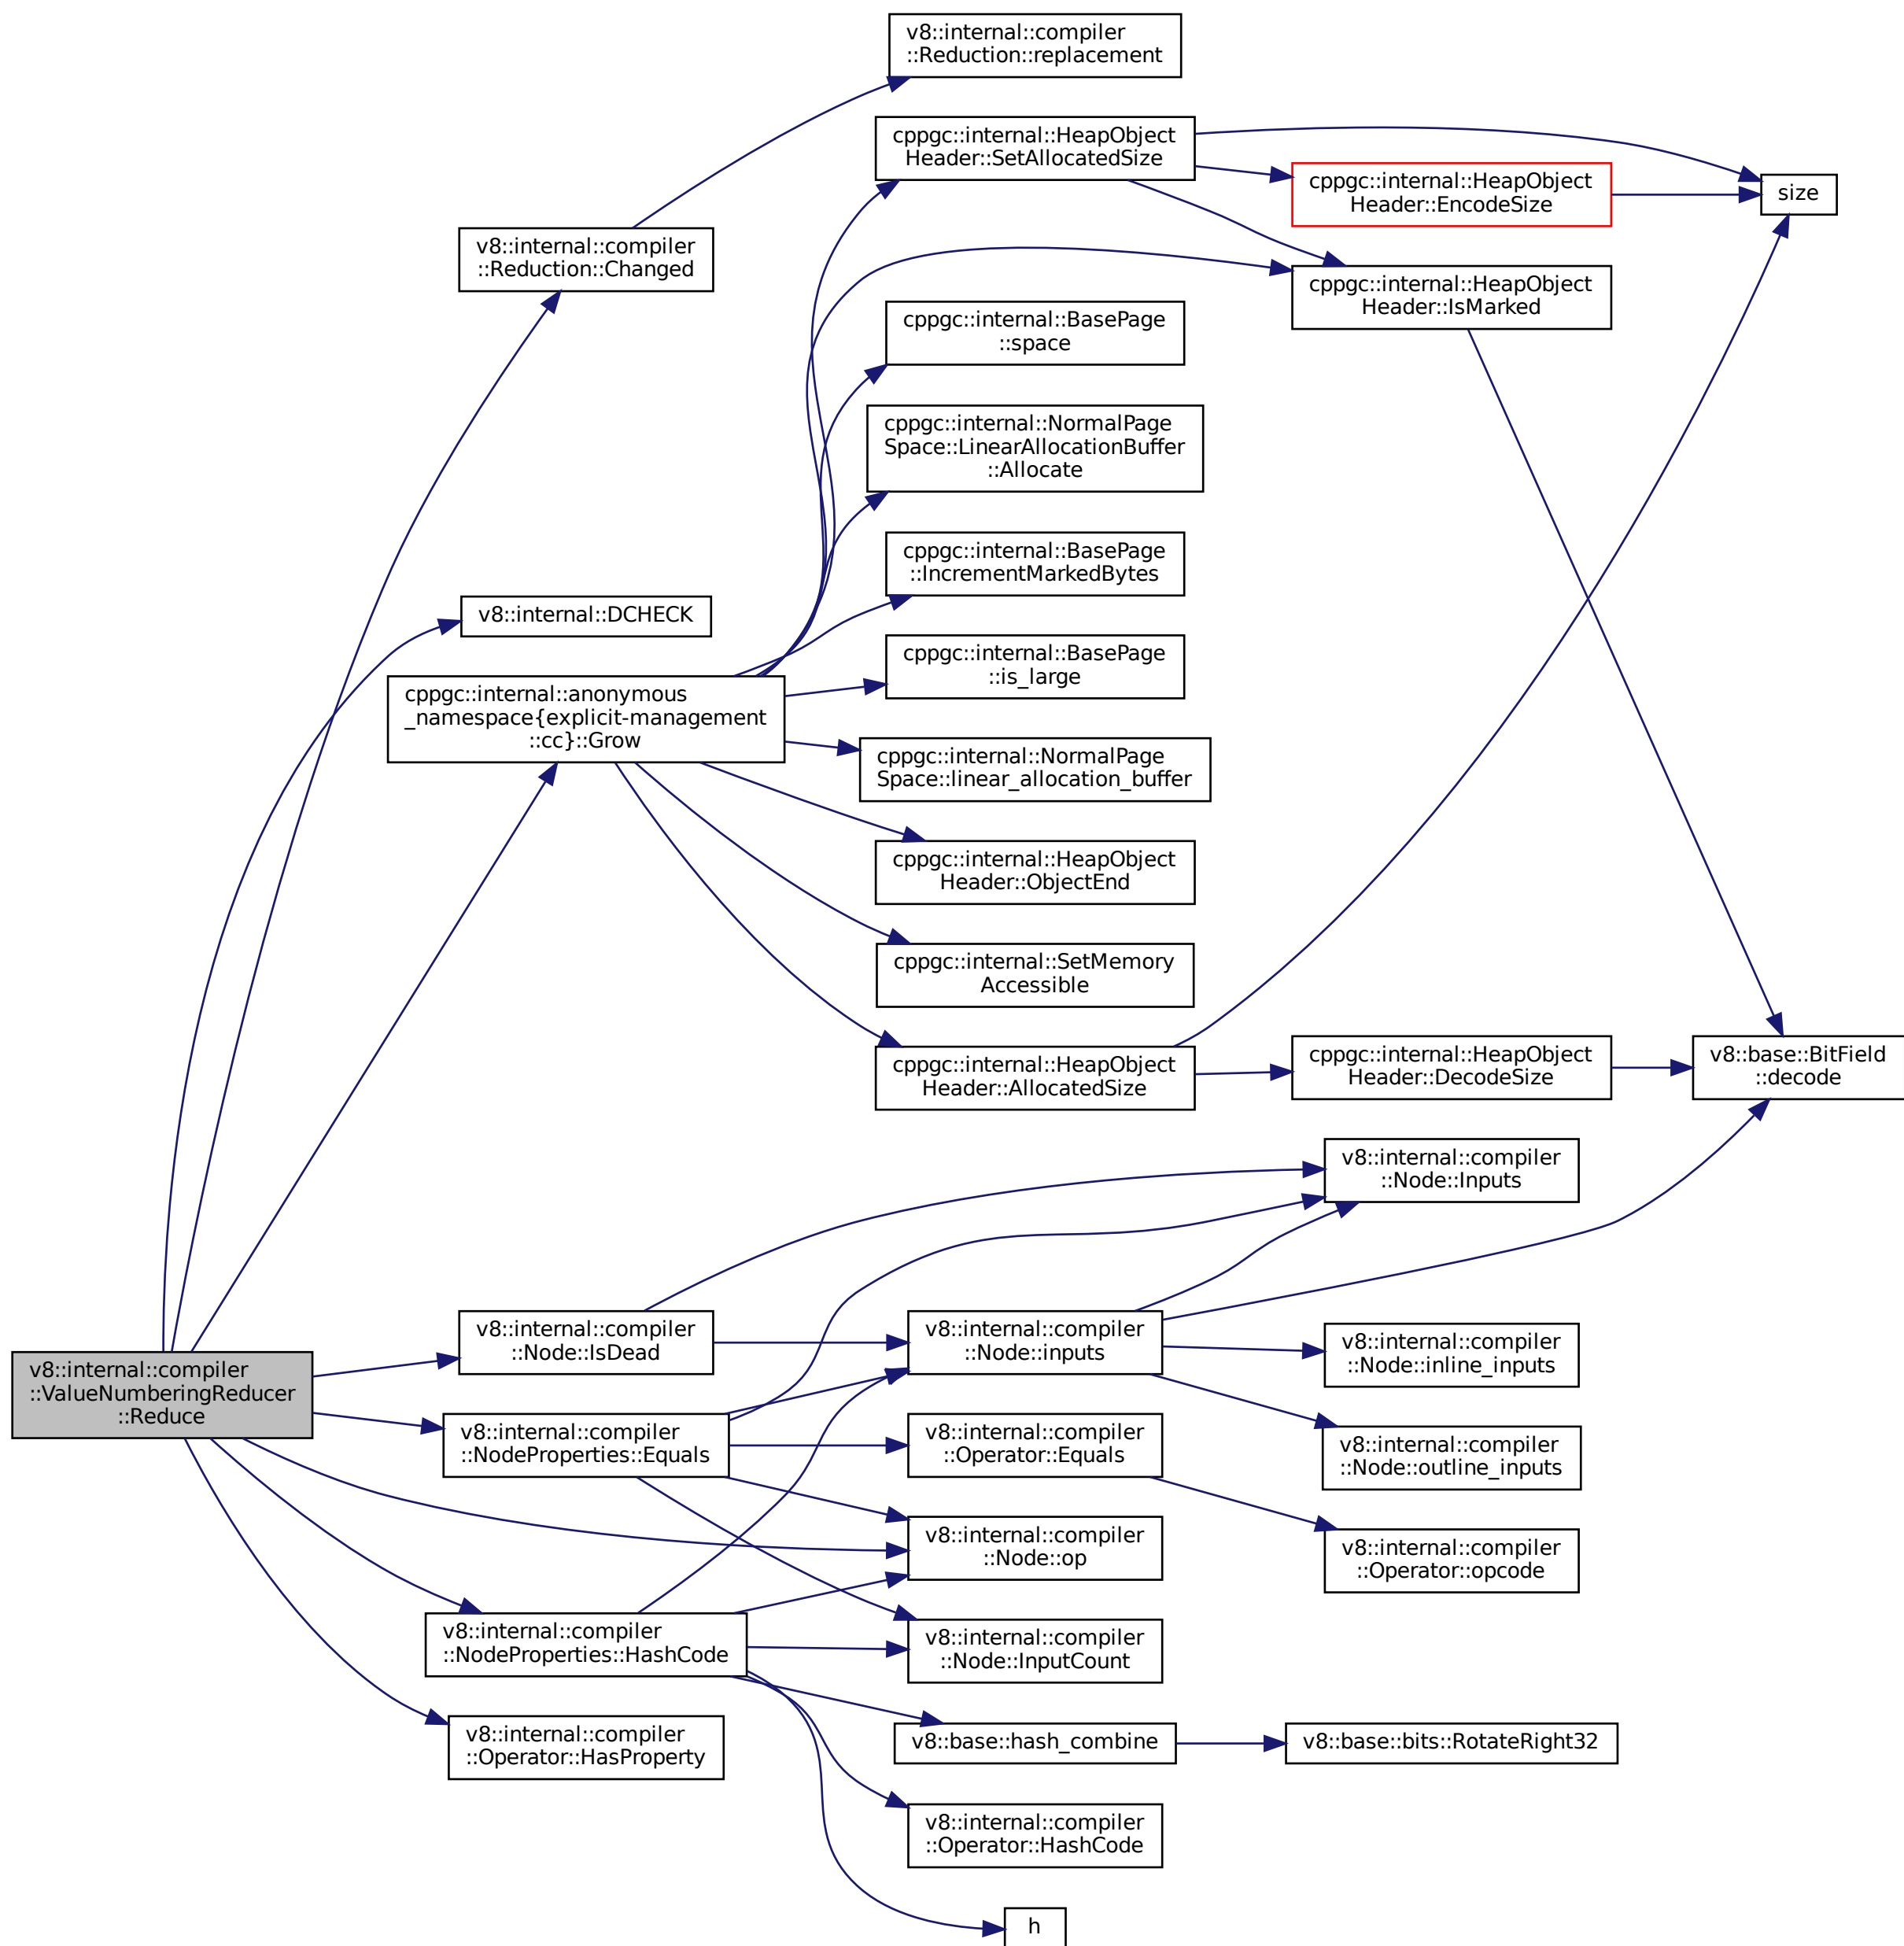 v8::internal::compiler
::Reduction::replacement
cppgc::internal::HeapObject
Header::SetAllocatedSize
cppgc::internal::HeapObject
Header::EncodeSize
size
v8::internal::compiler
::Reduction::Changed
cppgc::internal::HeapObject
Header::IsMarked
cppgc::internal::BasePage
::space
cppgc::internal::NormalPage
Space::LinearAllocationBuffer
::Allocate
cppgc::internal::BasePage
::IncrementMarkedBytes
v8::internal::DCHECK
cppgc::internal::BasePage
::is_large
cppgc::internal::anonymous
_namespace{explicit-management
::cc}::Grow
cppgc::internal::NormalPage
Space::linear_allocation_buffer
cppgc::internal::HeapObject
Header::ObjectEnd
cppgc::internal::SetMemory
Accessible
cppgc::internal::HeapObject
Header::AllocatedSize
cppgc::internal::HeapObject
Header::DecodeSize
v8::base::BitField
::decode
v8::internal::compiler
::Node::Inputs
v8::internal::compiler
::Node::IsDead
v8::internal::compiler
::Node::inputs
v8::internal::compiler
::Node::inline_inputs
v8::internal::compiler
::ValueNumberingReducer
::Reduce
v8::internal::compiler
::NodeProperties::Equals
v8::internal::compiler
::Operator::Equals
v8::internal::compiler
::Node::outline_inputs
v8::internal::compiler
::Node::op
v8::internal::compiler
::Operator::opcode
v8::internal::compiler
::NodeProperties::HashCode
v8::internal::compiler
::Node::InputCount
v8::internal::compiler
::Operator::HasProperty
v8::base::hash_combine
v8::base::bits::RotateRight32
v8::internal::compiler
::Operator::HashCode
h